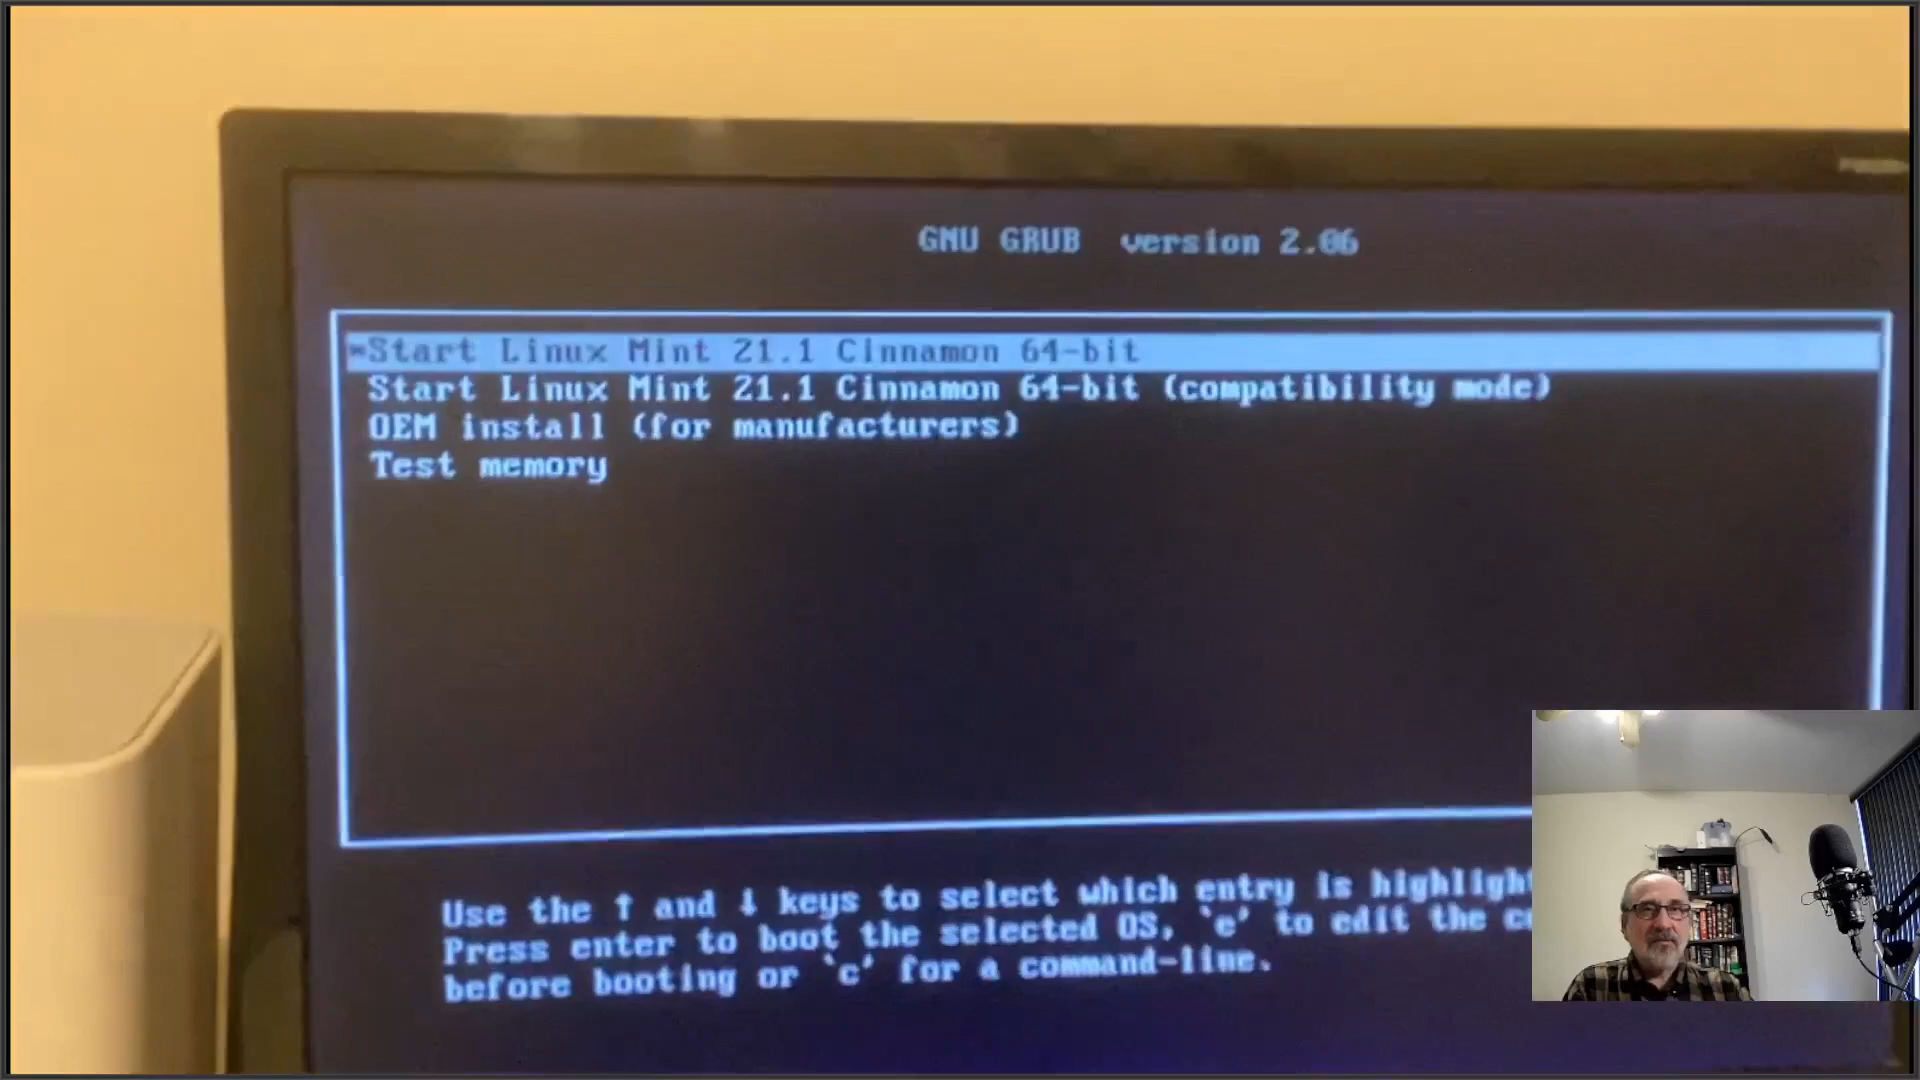 GNU GRUB version 2.06
*Start Linux Mint 21.1 Cinnamon 64-bit
Start Linux Mint 21.1 Cinnamon 64-bit (compatibility mode)
OEM install (for manufacturers)
Test memory
Use the ↑ and ↓ keys to select which entry is highlight
Press enter to boot the selected OS, `e' to edit the
before booting or `c' for a command-line.